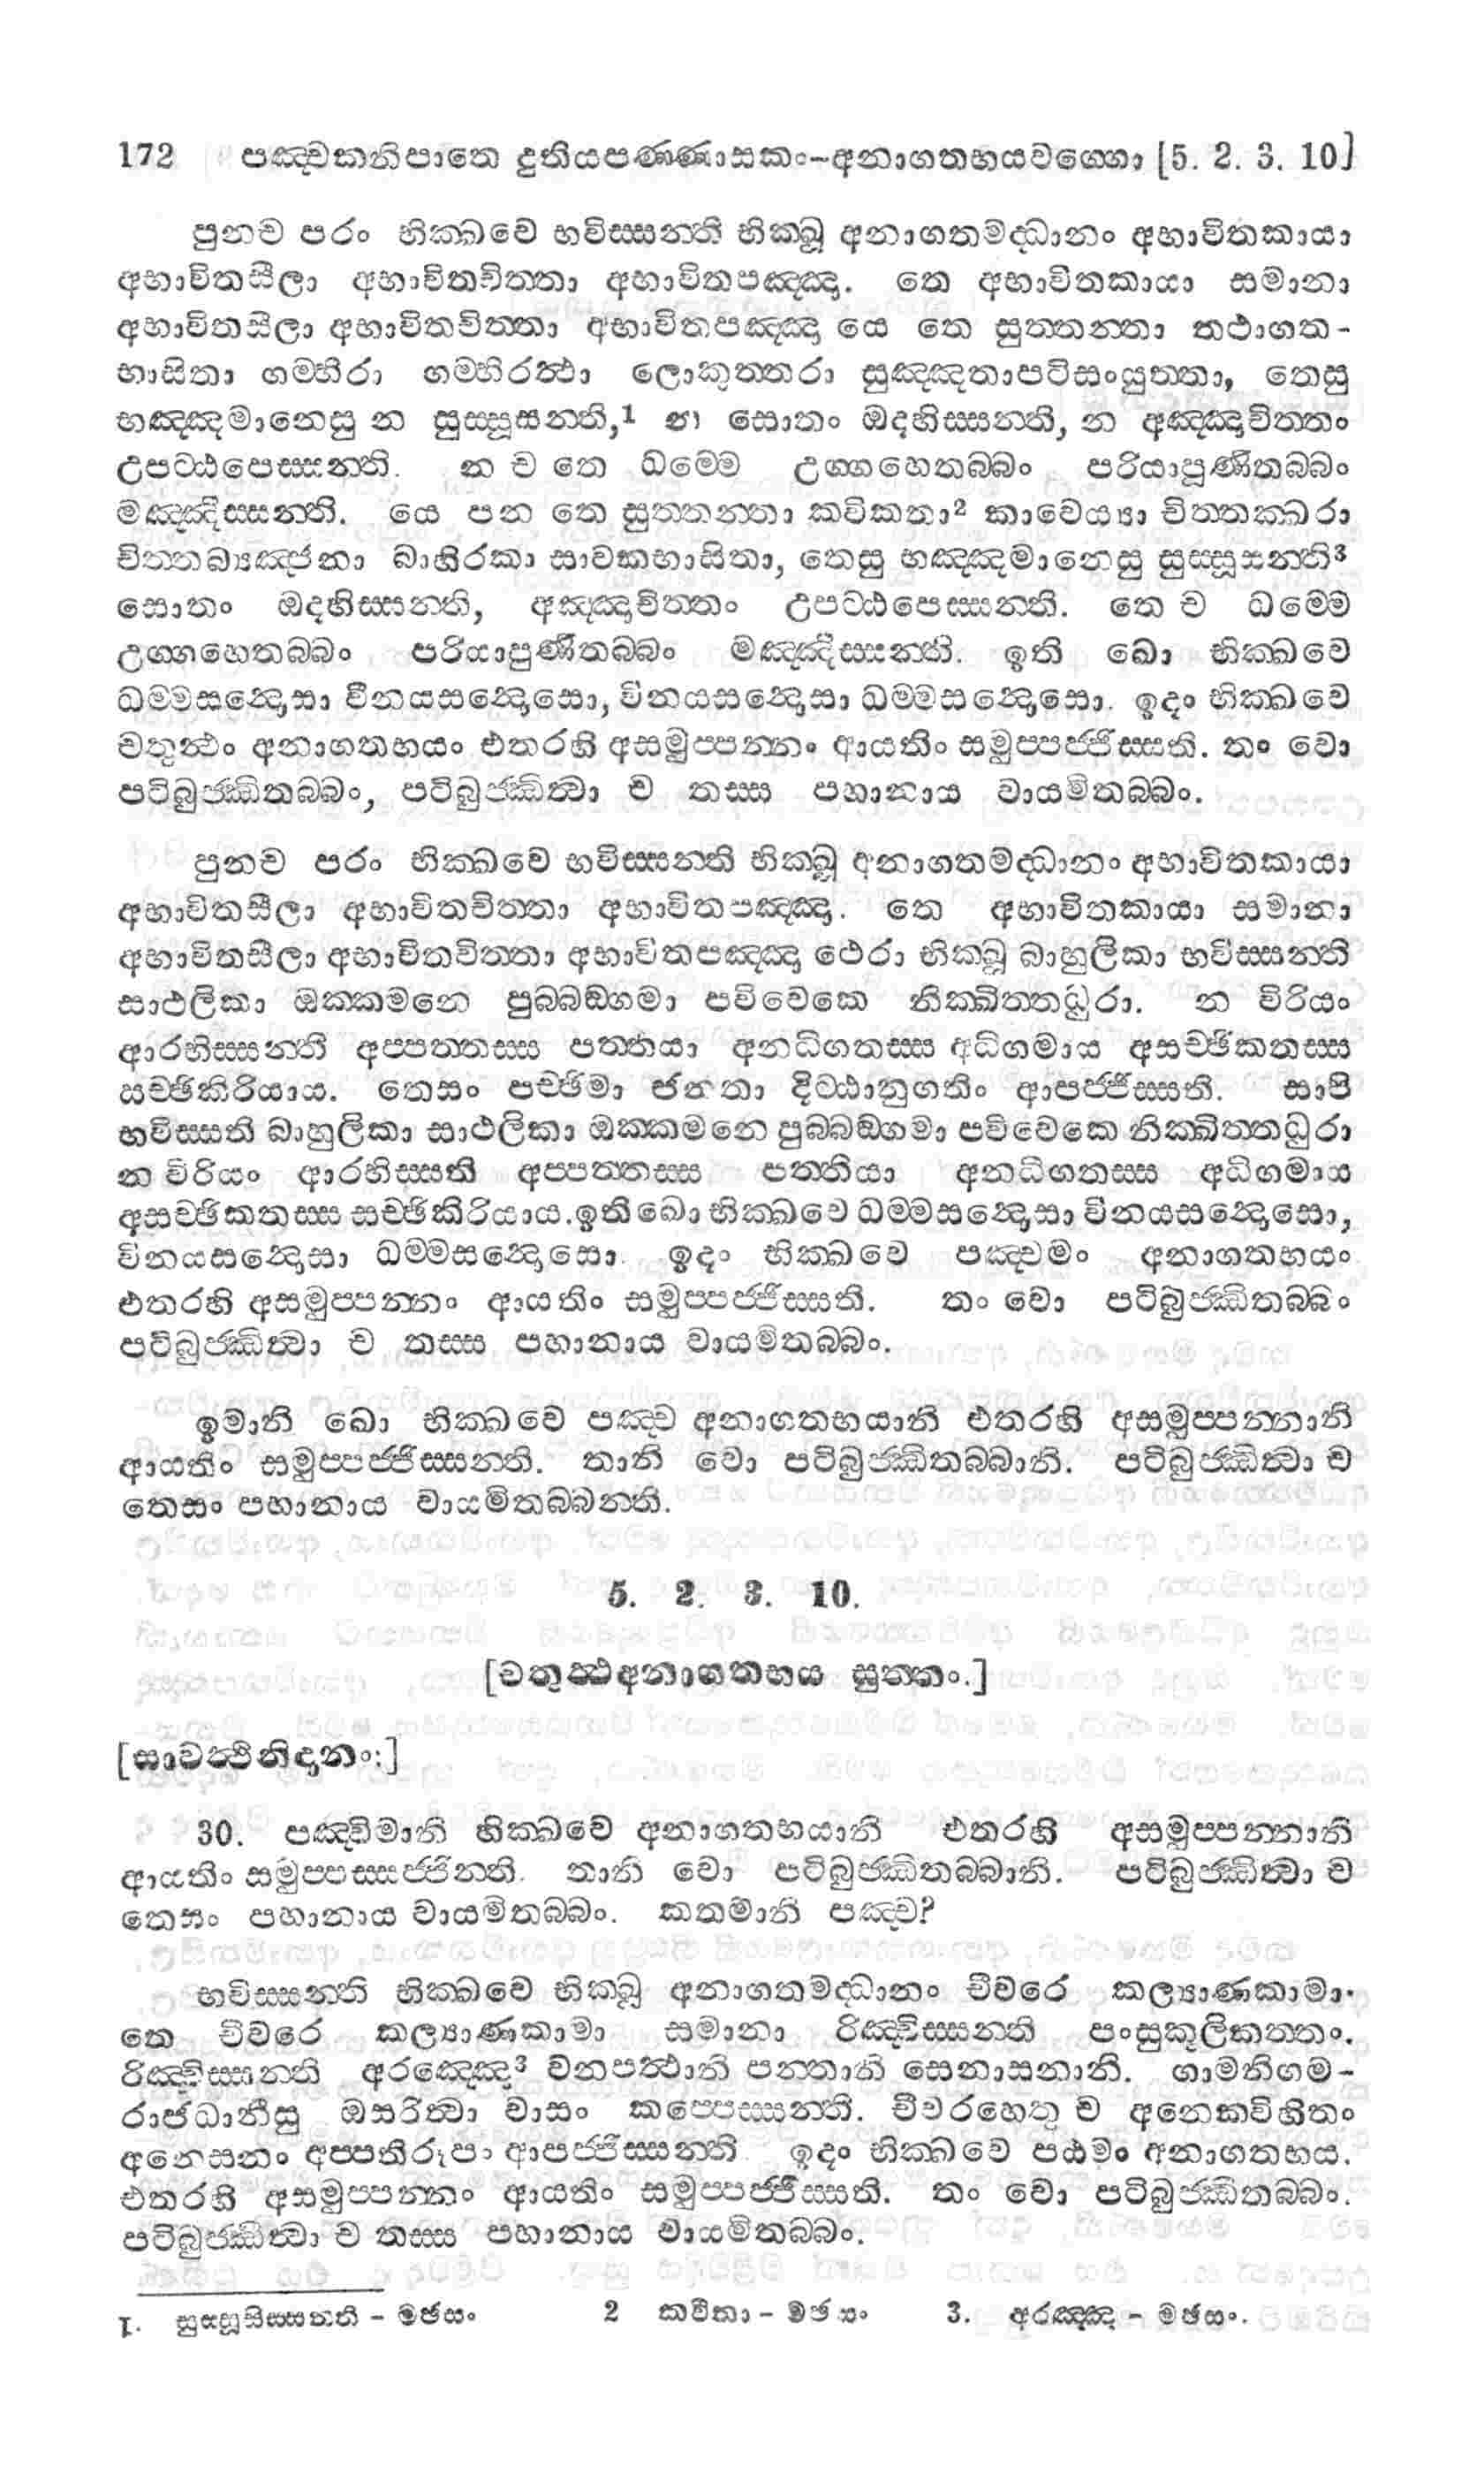 172 පඤ්චකනිපාතෙ දුතියපණ්ණාසකං-අනාගතභයවග්ගො [5. 2. 3. 10]
පුනච පරං භික්ඛවෙ භවිස්සන්ති භික්ඛූ අනාගතමද්ධානං අභාවිතකායා
අභාවිතසීලා අභාවිතචිත්තා අභාවිතපඤ්ඤා. තෙ අභාවිතකායා සමානා
අභාවිතසීලා අභාවිතචිත්තා අභාවිතපඤ්ඤා යෙ තෙ සුත්තන්තා තථාගත-
භාසිතා ගම්භීරා ගම්භීරත්ථා ලොකුත්තරා සුඤ්ඤතාපටිසංයුත්තා, තෙසු
භඤ්ඤමානෙසු න සුස්සූසන්ති,1 න සොතං ඔදහිස්සන්ති, න අඤ්ඤාචිත්තං
උපට්ඨපෙස්සන්ති. න ච තෙ ධම්මෙ උග්ගහෙතබ්බං පරියාපුණිතබ්බං
මඤ්ඤිස්සන්ති. යෙ පන තෙ සුත්තන්තා කවිකතා2 කාවෙය්‍යා චිත්තක්ඛරා
චිත්තබ්‍යඤ්ජනා බාහිරකා සාවකභාසිතා, තෙසු භඤ්ඤමානෙසු සුස්සූසන්ති3
සොතං ඔදහිස්සන්ති, අඤ්ඤාචිත්තං උපට්ඨපෙස්සන්ති. තෙ ච ධම්මෙ
උග්ගහෙතබ්බං පරියාපුණිතබ්බං මඤ්ඤිස්සන්ති. ඉති ඛො භික්ඛවෙ
ධම්මසන්දොසා විනයසන්දොසො, විනයසන්දොසා ධම්මසන්දොසො. ඉදං භික්ඛවෙ
චතුත්ථං අනාගතභයං එතරහි අසමුප්පන්නං ආයතිං සමුප්පජ්ජිස්සති. තං වො
පටිබුජ්ඣිතබ්බං, පටිබුජ්ඣිත්වා ච තස්ස පහානාය වායමිතබ්බං.
පුනච පරං භික්ඛවෙ භවිස්සන්ති භික්ඛූ අනාගතමද්ධානං අභාවිතකායා
අභාවිතසීලා අභාවිතචිත්තා අභාවිතපඤ්ඤා. තෙ අභාවිතකායා සමානා
අභාවිතසීලා අභාවිතචිත්තා අභාවිතපඤ්ඤා ථෙරා භික්ඛූ බාහුලිකා භවිස්සන්ති
සාථලිකා ඔක්කමනෙ පුබ්බඞ්ගමා පවිවෙකෙ නික්ඛිත්තධුරා. න විරියං
ආරභිස්සන්ති අප්පත්තස්ස පත්තියා අනධිගතස්ස අධිගමාය අසච්ඡිකතස්ස
සච්ඡිකිරියාය. තෙසං පච්ඡිමා ජනතා දිට්ඨානුගතිං ආපජ්ජිස්සති. සාපි
භවිස්සති බාහුලිකා සාථලිකා ඔක්කමනෙ පුබ්බඞ්ගමා පවිවෙකෙ නික්ඛිත්තධුරා
න විරියං ආරභිස්සති අප්පත්තස්ස පත්තියා අනධිගතස්ස අධිගමාය
අසච්ඡිකතස්ස සච්ඡිකිරියාය.ඉති ඛො භික්ඛවෙ ධම්මසන්දොසා විනයසන්දොසො,
විනයසන්දොසා ධම්මසන්දොසො. ඉදං භික්ඛවෙ පඤ්චමං අනාගතභයං
එතරහි අසමුප්පන්නං ආයතිං සමුප්පජ්ජිස්සති. තං වො පටිබුජ්ඣිතබ්බං
පටිබුජ්ඣිත්වා ච තස්ස පහානාය වායමිතබ්බං.
ඉමානි ඛො භික්ඛවෙ පඤ්ච අනාගතභයානි එතරහි අසමුප්පන්නානි
ආයතිං සමුප්පජ්ජිස්සන්ති. තානි වො පටිබුජ්ඣිතබ්බානි. පටිබුජ්ඣිත්වා ච
තෙසං පහානාය වායමිතබ්බන්ති.
5. 2. 3. 10.
[චතුත්ථඅනාගතභය සුත්තං.]
[සාවත්ථිනිදානං:]
30. පඤ්චිමානි භික්ඛවෙ අනාගතභයානි එතරහි අසමුප්පන්නානි
ආයතිං සමුප්පස්සජ්ජින්ති. තානි වො පටිබුජ්ඣිතබ්බානි. පටිබුජ්ඣිත්වා ච
තෙසං පහානාය වායමිතබ්බං. කතමානි පඤ්ච?
භවිස්සන්ති භික්ඛවෙ භික්ඛූ අනාගතමද්ධානං චීවරෙ කල්‍යාණකාමා.
තෙ චීවරෙ කල්‍යාණකාමා සමානා රිඤ්චිස්සන්ති පංසුකූලිකත්තං.
රිඤ්චිස්සන්ති අරඤ්ඤෙ3 වනපත්ථානි පන්තානි සෙනාසනානි. ගාමනිගම-
රාජධානීසු ඔසරිත්වා වාසං කප්පෙස්සන්ති. චීවරහෙතු ච අනෙකවිහිතං
අනෙසනං අප්පතිරූපං ආපජ්ජිස්සන්ති. ඉදං භික්ඛවෙ පඨමං අනාගතභය.
එතරහි අසමුප්පන්නං ආයතිං සමුප්පජ්ජිස්සති. තං වො පටිබුජ්ඣිතබ්බං.
පටිබුජ්ඣිත්වා ච තස්ස පහානාය වායමිතබ්බං.
1. සුස්සූසිස්සන්ති - මඡසං 2 කවිතා - මඡසං 3. අරඤ්ඤ - මඡසං.